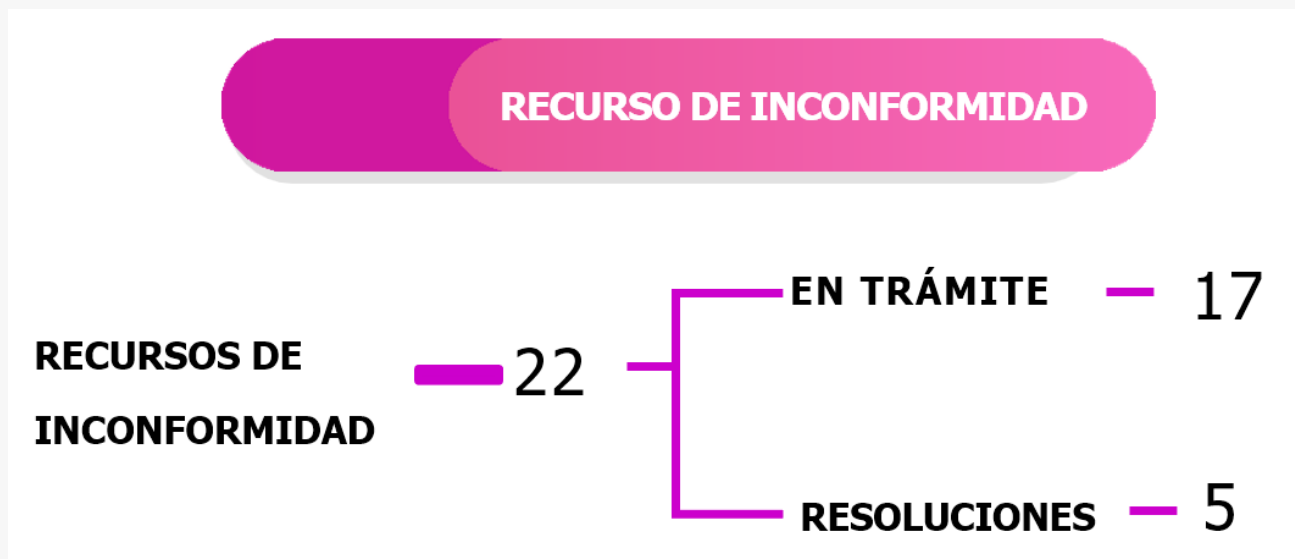 RECURSO DE INCONFORMIDAD
RECURSOS DE
INCONFORMIDAD
22
EN TRÁMITE
17
RESOLUCIONES
5